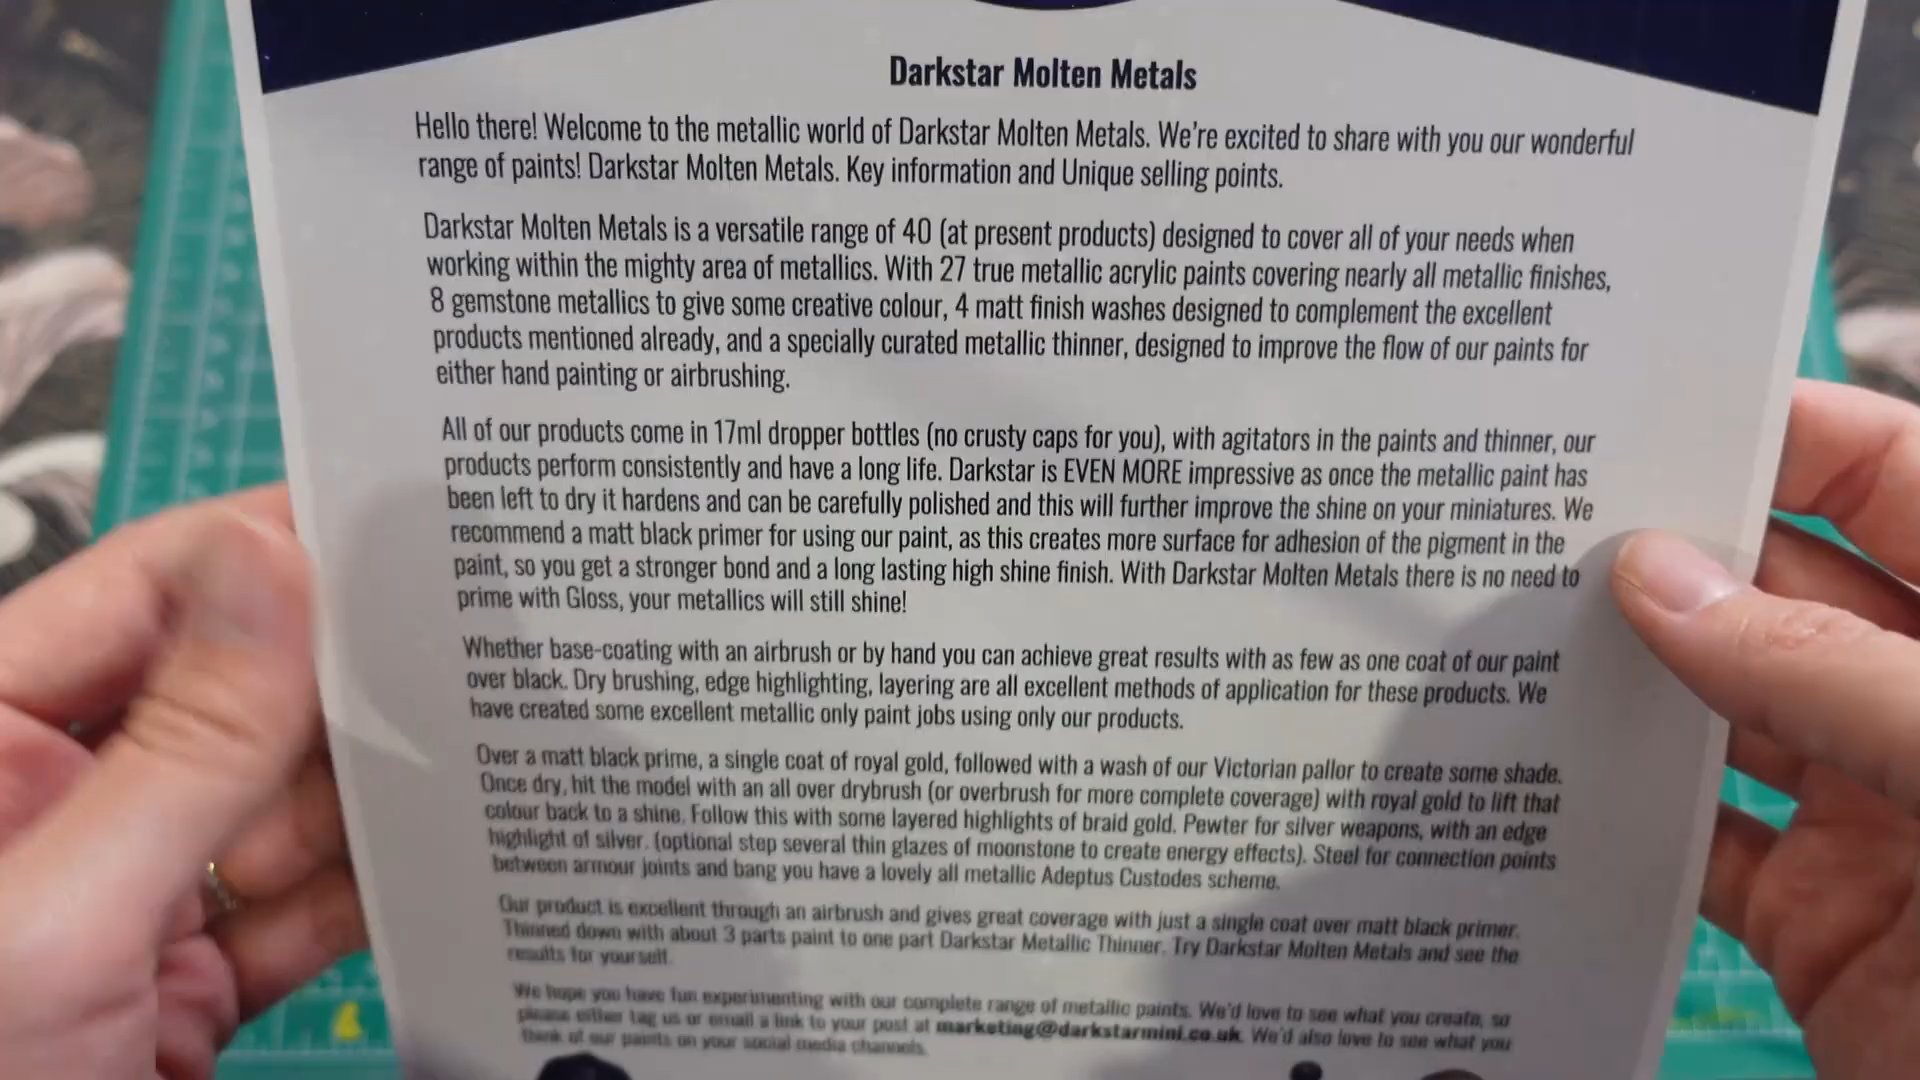 Darkstar Molten Metals
Hello there! Welcome to the metallic world of Darkstar Molten Metals. We're excited to share with you our wonderful
range of paints! Darkstar Molten Metals. Key information and Unique selling points.
Darkstar Molten Metals is a versatile range of 40 (at present products) designed to cover all of your needs when
working within the mighty area of metallics. With 27 true metallic acrylic paints covering nearly all metallic finishes,
8 gemstone metallics to give some creative colour, 4 matt finish washes designed to complement the excellent
products mentioned already, and a specially curated metallic thinner, designed to improve the flow of our paints for
either hand painting or airbrushing.
All of our products come in 17ml dropper bottles (no crusty caps for you), with agitators in the paints and thinner, our
products perform consistently and have a long life. Darkstar is EVEN MORE impressive as once the metallic paint has
been left to dry it hardens and can be carefully polished and this will further improve the shine on your miniatures. We
recommend a matt black primer for using our paint, as this creates more surface for adhesion of the pigment in the
paint, so you get a stronger bond and a long lasting high shine finish. With Darkstar Molten Metals there is no need to
prime with Gloss, your metallics will still shine!
Whether base-coating with an airbrush or by hand you can achieve great results with as few as one coat of our paint
over black. Dry brushing, edge highlighting, layering are all excellent methods of application for these products. We
have created some excellent metallic only paint jobs using only our products.
Over a matt black prime, a single coat of royal gold, followed with a wash of our Victorian pallor to create some shade.
Once dry, hit the model with an all over drybrush (or overbrush for more complete coverage) with royal gold to lift that
colour back to a shine. Follow this with some layered highlights of braid gold. Pewter for silver weapons, with an edge
highlight of silver. (optional step several thin glazes of moonstone to create energy effects). Steel for connection points
between armour joints and bang you have a lovely all metallic Adeptus Custodes scheme.
Our product is excellent through an airbrush and gives great coverage with just a single coat over matt black primer.
Thinned down with about 3 parts paint to one part Darkstar Metallic Thinner. Try Darkstar Molten Metals and see the
results for yourself.
We hope you have fun experimenting with our complete range of metallic paints. We'd love to see what you create, so
please either tag us or email a link to your post at marketing@darkstarmini.co.uk. We'd also love to see what you
think of our paints on your social media channels.